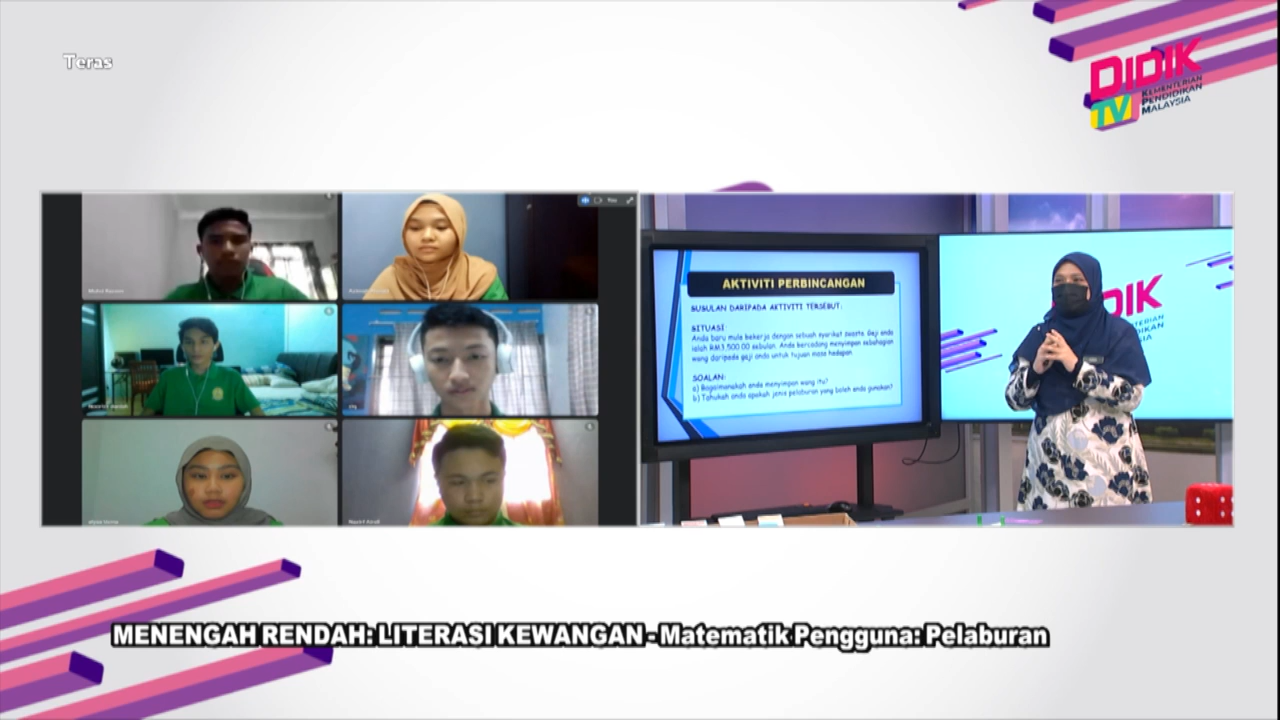 Teras
DIDIK
TV
KEMENTERIAN
PENDIDIKAN
MALAYSIA
AKTIVITI PERBINCANGAN
SUSULAN DARIPADA AKTIVITI TERSEBUT:
SITUASI:
Anda baru mula bekerja dengan sebuah syarikat swasta. Gaji anda
ialah RM3,500.00 sebulan. Anda bercadang menyimpan sebahagian
wang daripada gaji anda untuk tujuan masa hadapan.
SOALAN:
a) Bagaimanakah anda menyimpan wang itu?
b) Tahukah anda apakah jenis pelaburan yang boleh anda gunakan?
DIK
MENENGAH RENDAH: LITERASI KEWANGAN - Matematik Pengguna: Pelaburan